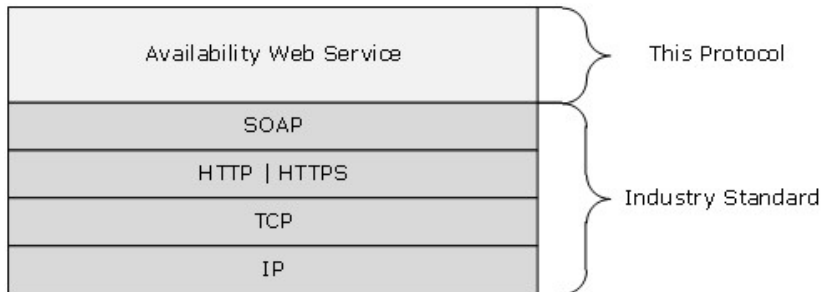 Availability Web Service
This Protocol
SOAP
HTTP | HTTPS
Industry Standard
TCP
IP